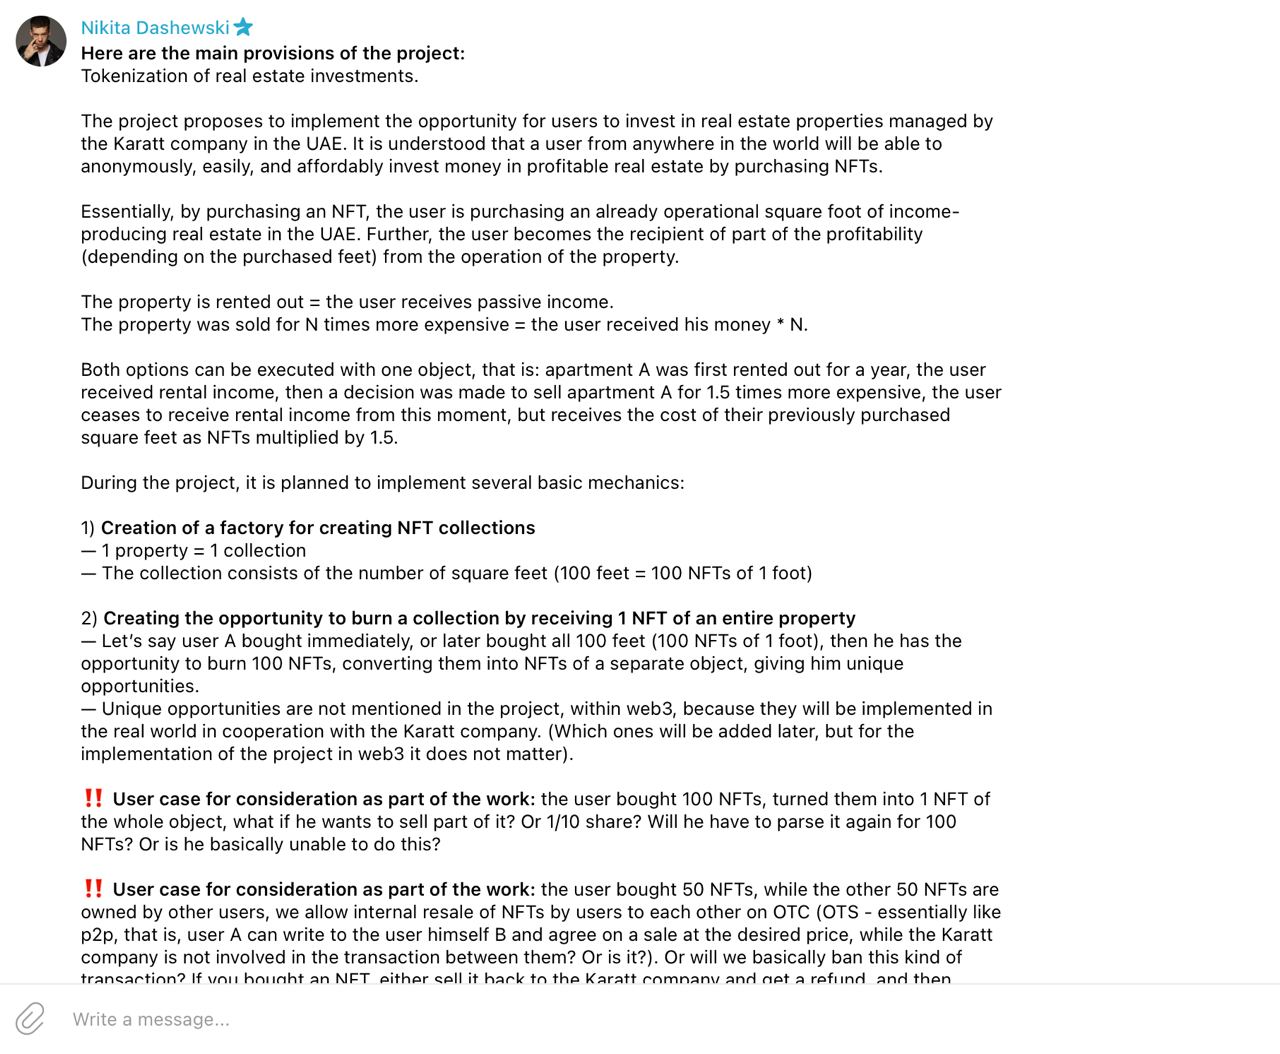 Nikita Dashewski
Here are the main provisions of the project:
Tokenization of real estate investments.
The project proposes to implement the opportunity for users to invest in real estate properties managed by
the Karatt company in the UAE. It is understood that a user from anywhere in the world will be able to
anonymously, easily, and affordably invest money in profitable real estate by purchasing NFTs.
Essentially, by purchasing an NFT, the user is purchasing an already operational square foot of income-
producing real estate in the UAE. Further, the user becomes the recipient of part of the profitability
(depending on the purchased feet) from the operation of the property.
The property is rented out = the user receives passive income.
The property was sold for N times more expensive = the user received his money * N.
Both options can be executed with one object, that is: apartment A was first rented out for a year, the user
received rental income, then a decision was made to sell apartment A for 1.5 times more expensive, the user
ceases to receive rental income from this moment, but receives the cost of their previously purchased
square feet as NFTs multiplied by 1.5.
During the project, it is planned to implement several basic mechanics:
1) Creation of a factory for creating NFT collections
— 1 property = 1 collection
— The collection consists of the number of square feet (100 feet = 100 NFTs of 1 foot)
2) Creating the opportunity to burn a collection by receiving 1 NFT of an entire property
— Let's say user A bought immediately, or later bought all 100 feet (100 NFTs of 1 foot), then he has the
opportunity to burn 100 NFTs, converting them into NFTs of a separate object, giving him unique
opportunities.
— Unique opportunities are not mentioned in the project, within web3, because they will be implemented in
the real world in cooperation with the Karatt company. (Which ones will be added later, but for the
implementation of the project in web3 it does not matter).
‼️ User case for consideration as part of the work: the user bought 100 NFTs, turned them into 1 NFT of
the whole object, what if he wants to sell part of it? Or 1/10 share? Will he have to parse it again for 100
NFTs? Or is he basically unable to do this?
‼️ User case for consideration as part of the work: the user bought 50 NFTs, while the other 50 NFTs are
owned by other users, we allow internal resale of NFTs by users to each other on OTC (OTS - essentially like
p2p, that is, user A can write to the user himself B and agree on a sale at the desired price, while the Karatt
company is not involved in the transaction between them? Or is it?). Or will we basically ban this kind of
transaction? If you bought an NFT, either sell it back to the Karatt company and get a refund, and then
Write a message...